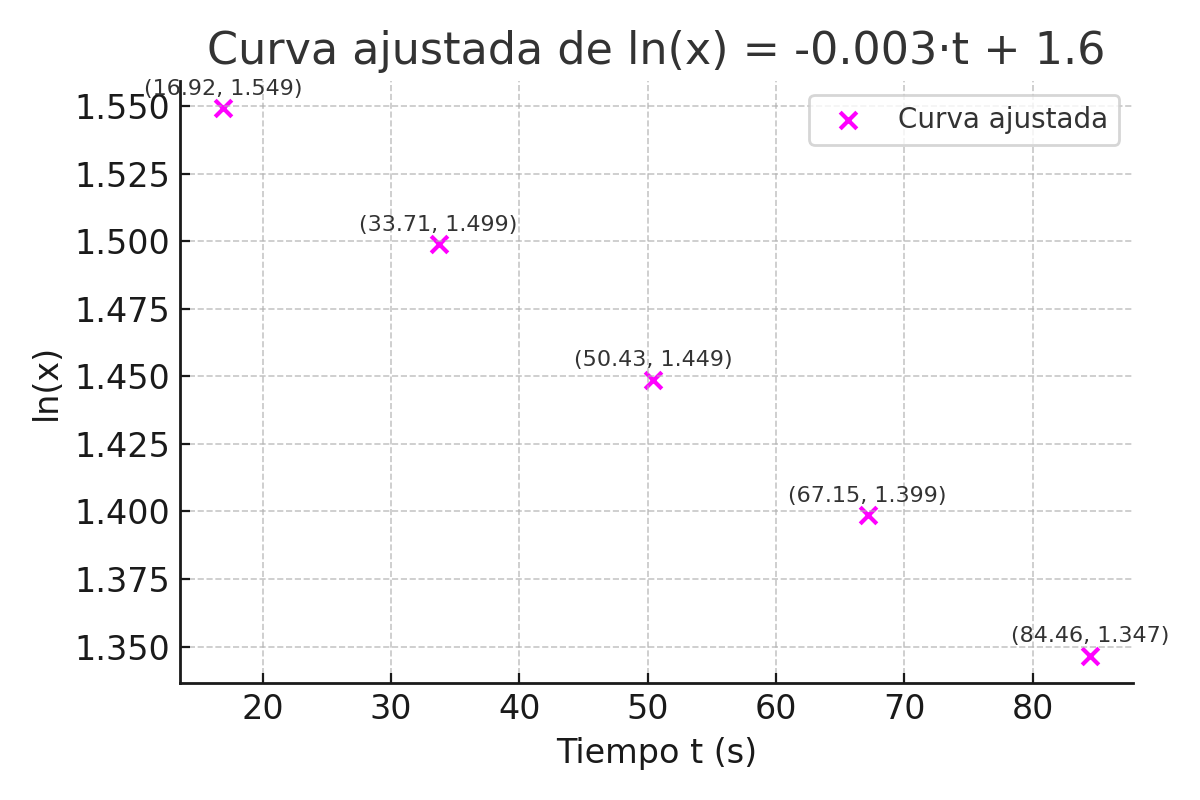 Curva ajustada de ln(x) = -0.003·t + 1.6
(16.92, 1.549)
1.550
Curva ajustada
1.525
(33.71, 1.499)
1.500
1.475
(50.43, 1.449)
1.450
ln(x)
1.425
(67.15, 1.399)
1.400
1.375
(84.46, 1.347)
1.350
20 30 40 50 60 70 80
Tiempo t (s)